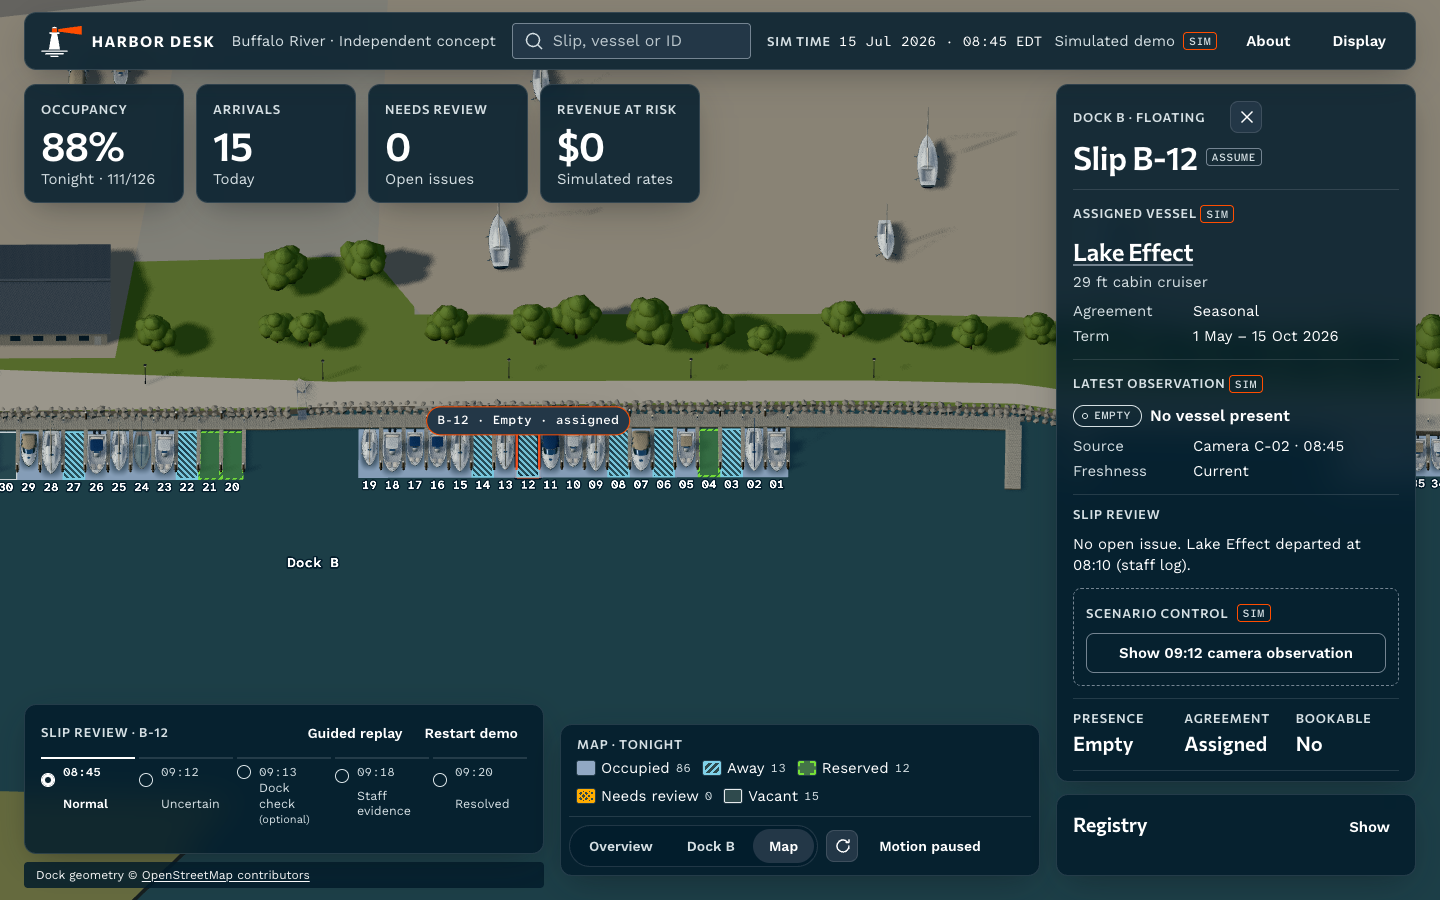 HARBOR DESK
Buffalo River · Independent concept
Slip, vessel or ID
SIM TIME 15 Jul 2026 · 08:45 EDT
Simulated demo SIM
About
Display
OCCUPANCY
88%
Tonight · 111/126
ARRIVALS
15
Today
NEEDS REVIEW
0
Open issues
REVENUE AT RISK
$0
Simulated rates
DOCK B · FLOATING
Slip B-12 ASSUME
ASSIGNED VESSEL SIM
Lake Effect
29 ft cabin cruiser
Agreement Seasonal
Term 1 May – 15 Oct 2026
LATEST OBSERVATION SIM
EMPTY No vessel present
Source Camera C-02 · 08:45
Freshness Current
SLIP REVIEW
No open issue. Lake Effect departed at
08:10 (staff log).
SCENARIO CONTROL SIM
Show 09:12 camera observation
PRESENCE AGREEMENT BOOKABLE
Empty Assigned No
Registry Show
B-12 · Empty · assigned
30 29 28 27 26 25 24 23 22 21 20
19 18 17 16 15 14 13 12 11 10 09 08 07 06 05 04 03 02 01
Dock B
SLIP REVIEW · B-12
Guided replay
Restart demo
08:45
Normal
09:12
Uncertain
09:13
Dock
check
(optional)
09:18
Staff
evidence
09:20
Resolved
Dock geometry © OpenStreetMap contributors
MAP · TONIGHT
Occupied 86 Away 13 Reserved 12
Needs review 0 Vacant 15
Overview Dock B Map Motion paused